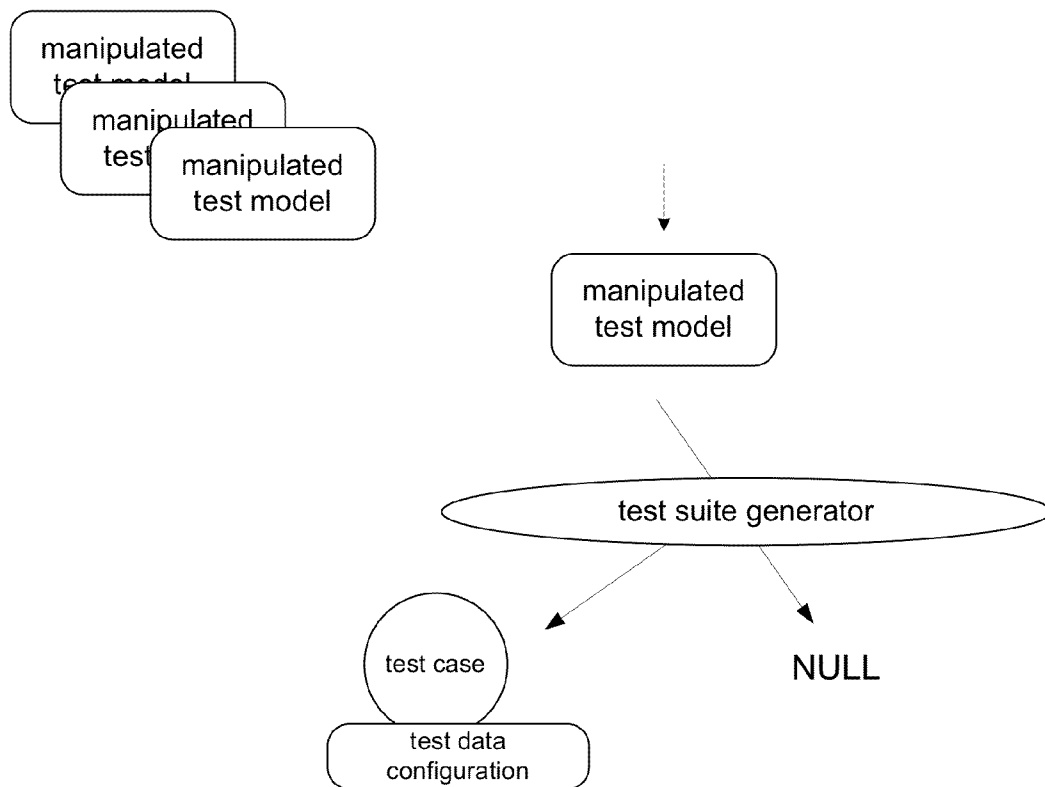 manipulated
test model
manipulated
test
manipulated
test model
manipulated
test model
test suite generator
test case
NULL
test data
configuration